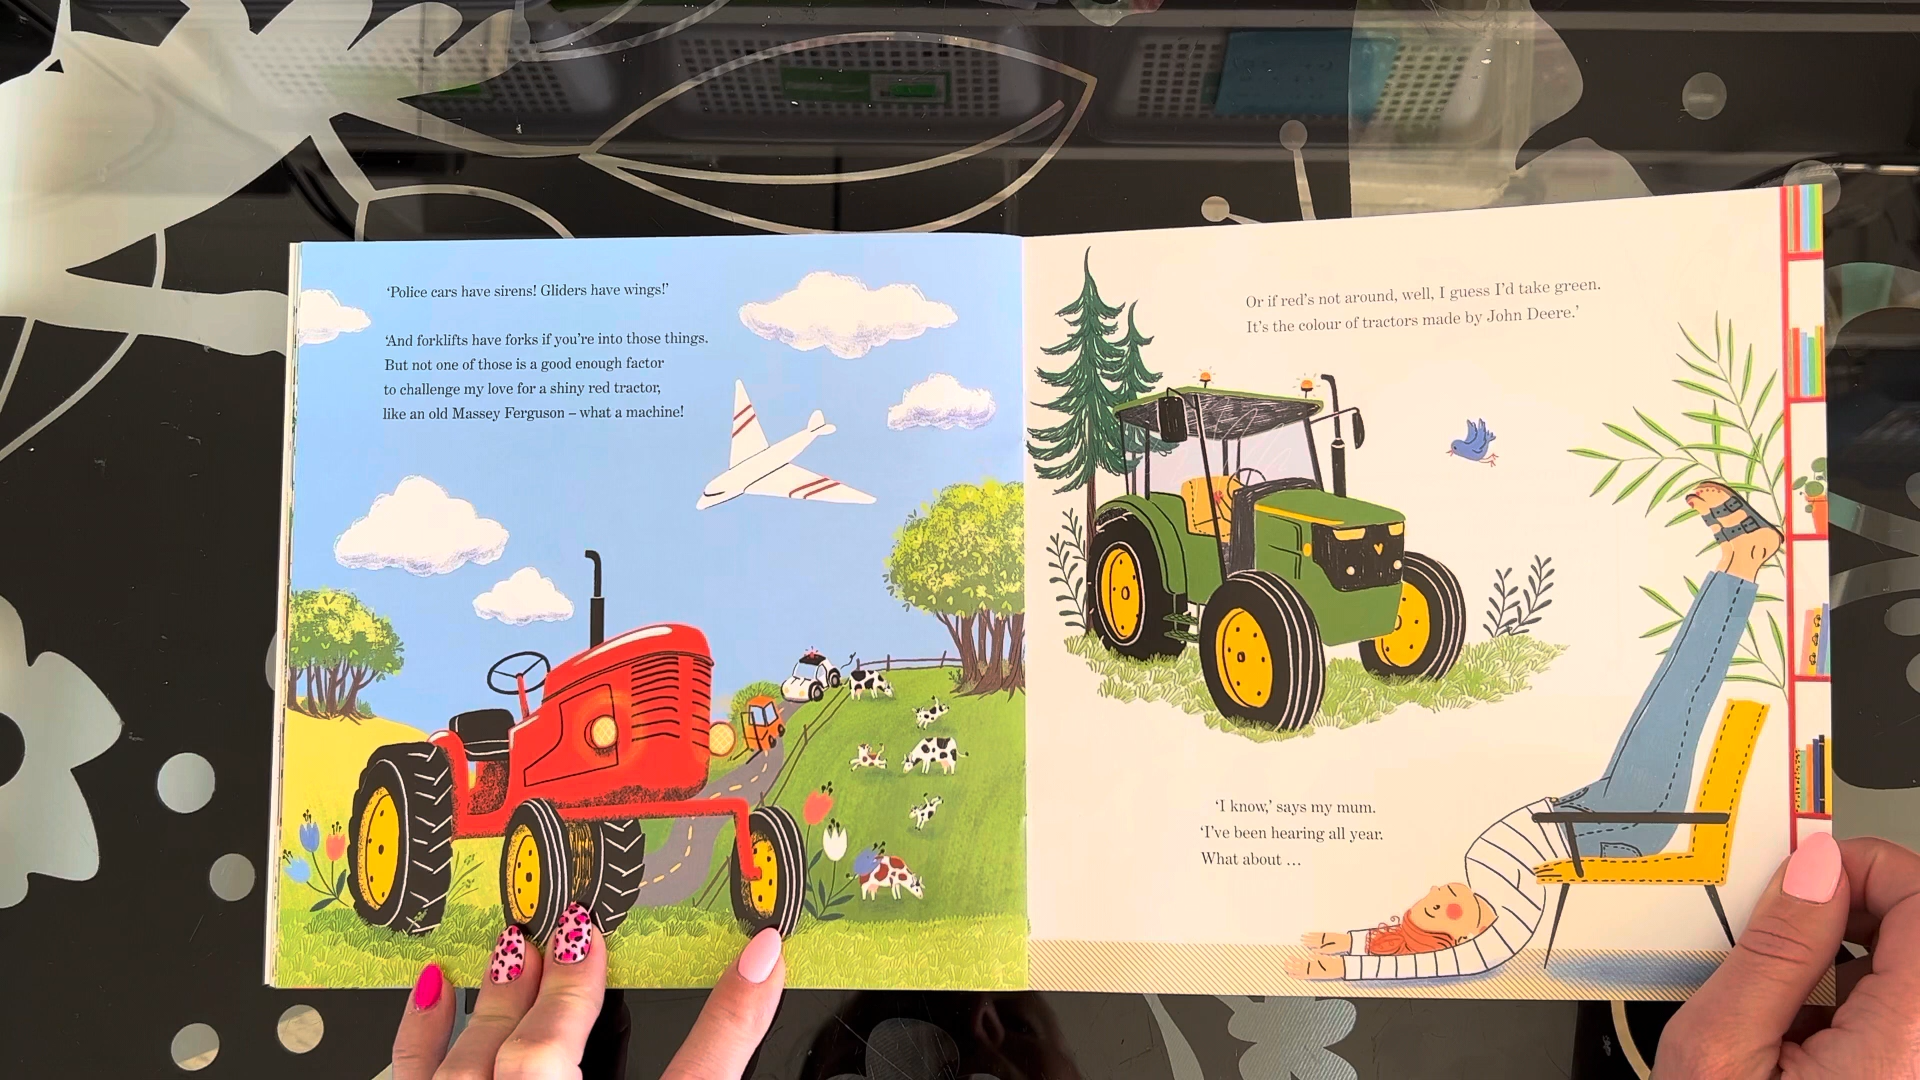 ‘Police cars have sirens! Gliders have wings!’
‘And forklifts have forks if you’re into those things.
But not one of those is a good enough factor
to challenge my love for a shiny red tractor,
like an old Massey Ferguson – what a machine!
Or if red’s not around, well, I guess I’d take green.
It’s the colour of tractors made by John Deere.’
‘I know,’ says my mum.
‘I’ve been hearing all year.
What about …